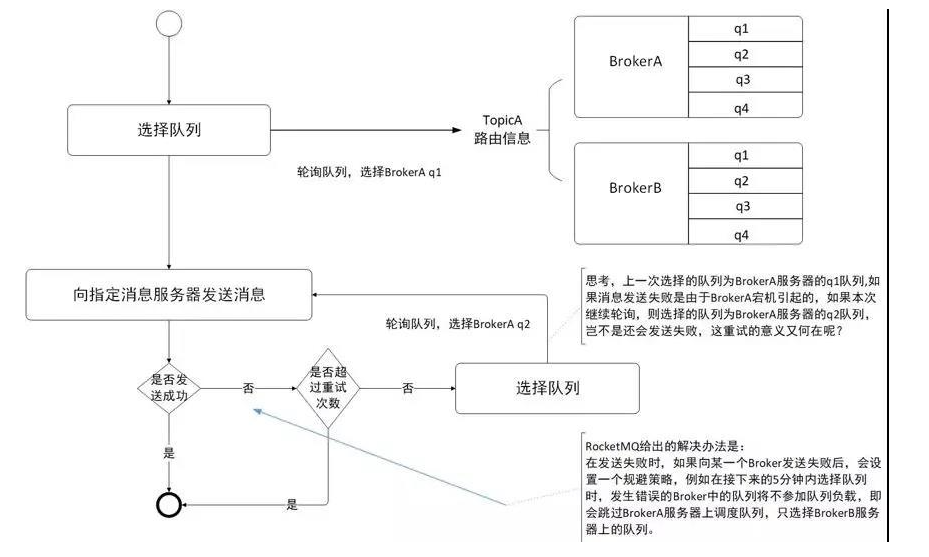 选择队列
轮询队列，选择BrokerA q1
TopicA
路由信息
BrokerA
q1
q2
q3
q4
BrokerB
q1
q2
q3
q4
向指定消息服务器发送消息
思考，上一次选择的队列为BrokerA服务器的q1队列,如
果消息发送失败是由于BrokerA宕机引起的，如果本次
继续轮询，则选择的队列为BrokerA服务器的q2队列，
岂不是还会发送失败，这重试的意义又何在呢？
轮询队列，选择BrokerA q2
是否发
送成功
否
是否超
过重试
次数
否
选择队列
是
是
RocketMQ给出的解决办法是：
在发送失败时，如果向某一个Broker发送失败后，会设
置一个规避策略，例如在接下来的5分钟内选择队列
时，发生错误的Broker中的队列将不参加队列负载，即
会跳过BrokerA服务器上调度队列，只选择BrokerB服务
器上的队列。